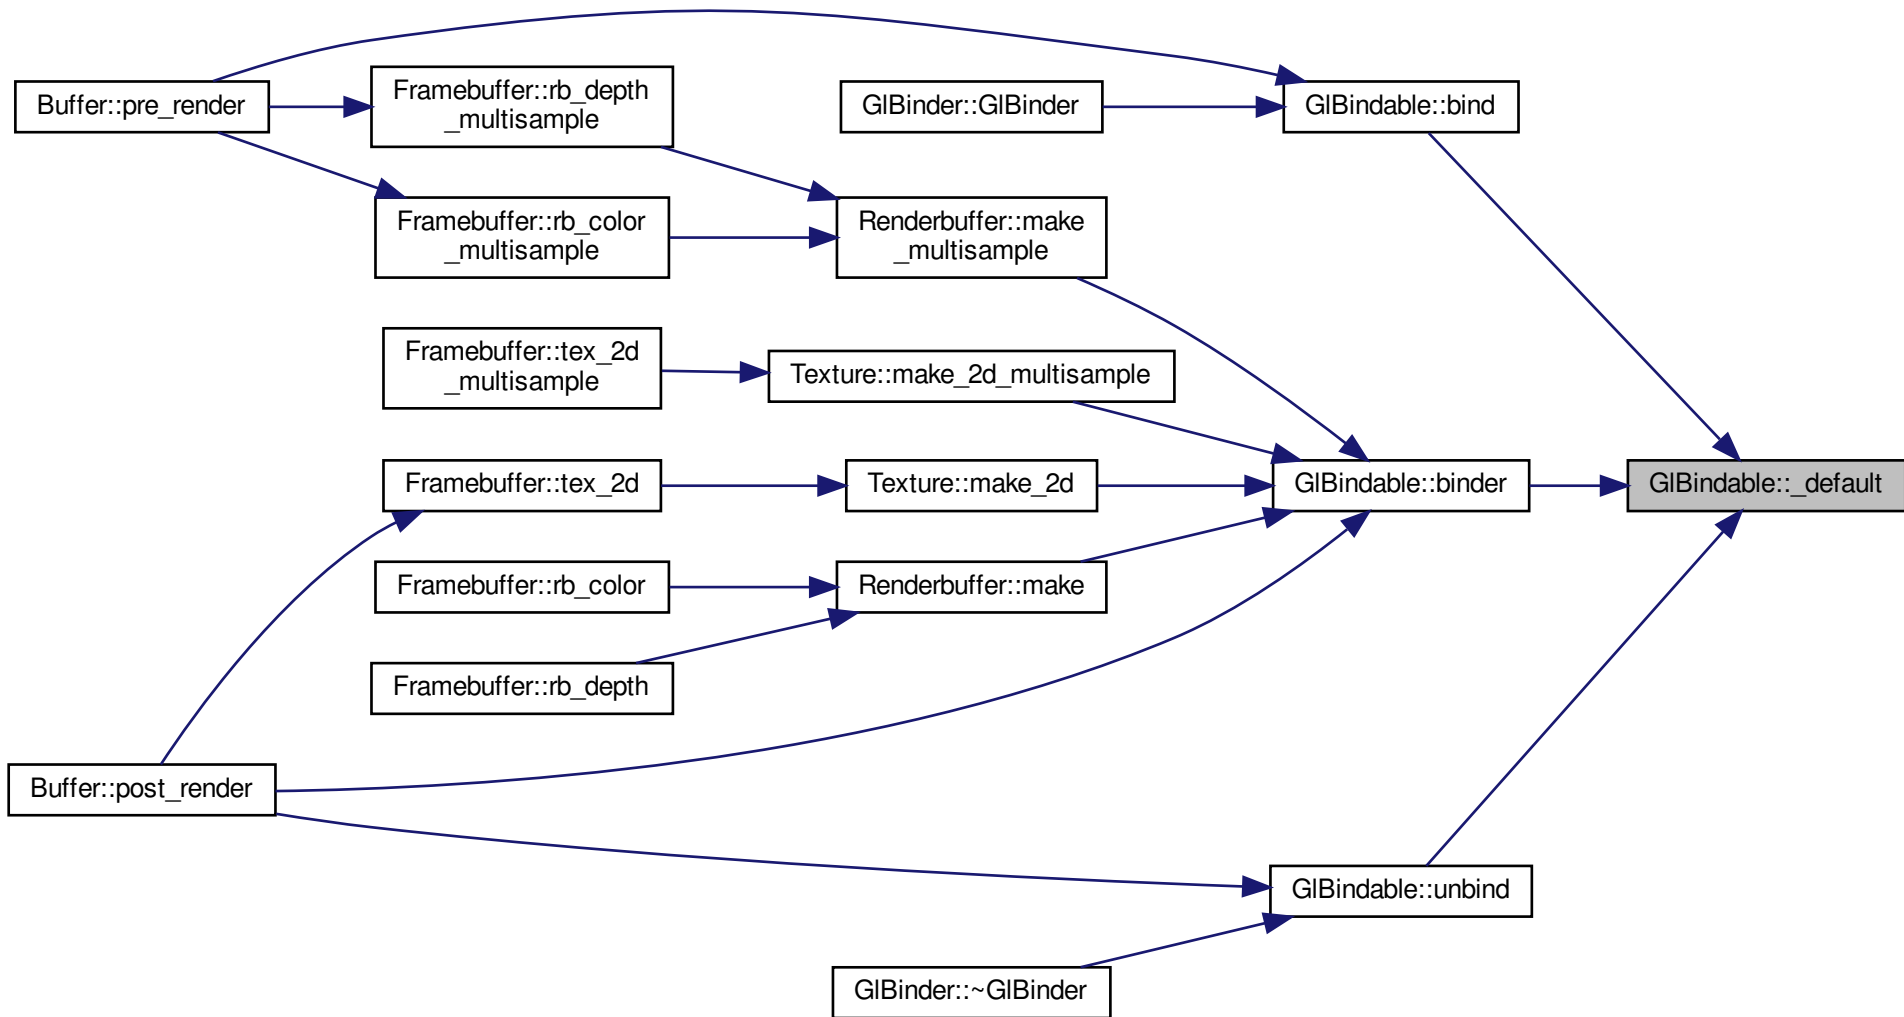 Buffer::pre_render
Framebuffer::rb_depth
_multisample
GlBinder::GlBinder
GlBindable::bind
Framebuffer::rb_color
_multisample
Renderbuffer::make
_multisample
Framebuffer::tex_2d
_multisample
Texture::make_2d_multisample
Framebuffer::tex_2d
Texture::make_2d
GlBindable::binder
GlBindable::_default
Framebuffer::rb_color
Renderbuffer::make
Framebuffer::rb_depth
Buffer::post_render
GlBindable::unbind
GlBinder::~GlBinder